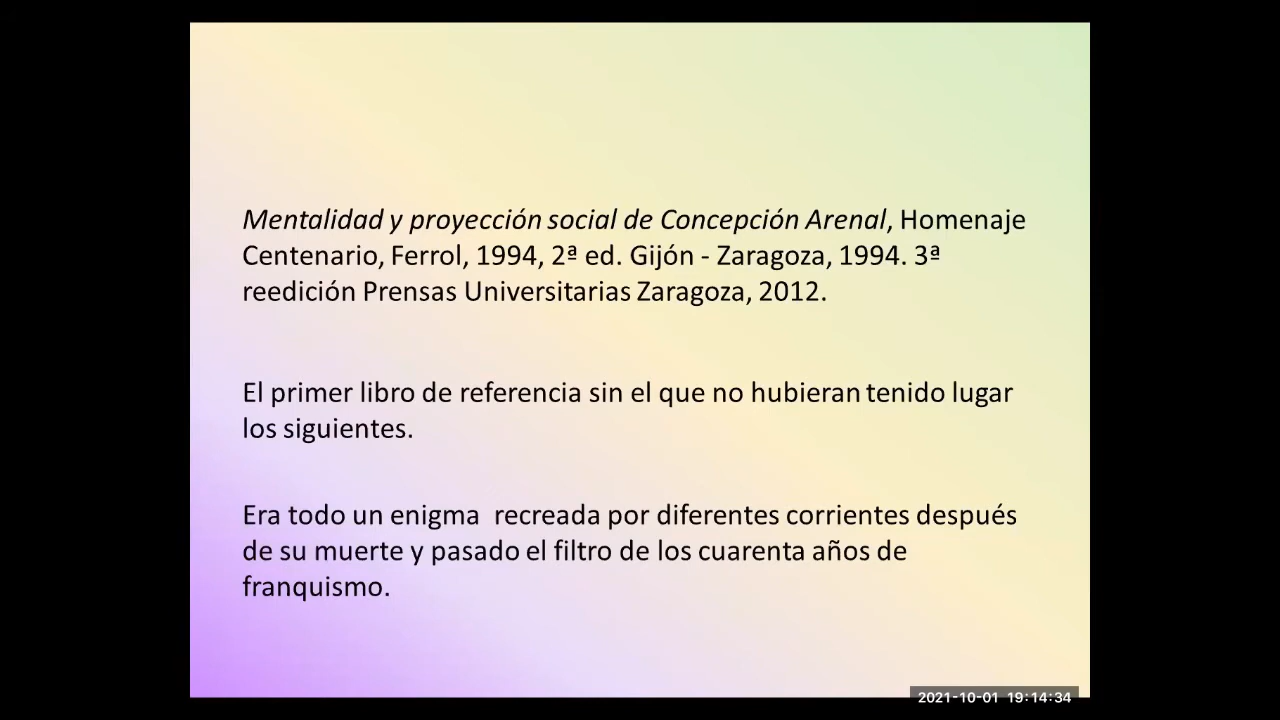 Mentalidad y proyección social de Concepción Arenal, Homenaje
Centenario, Ferrol, 1994, 2ª ed. Gijón - Zaragoza, 1994. 3ª
reedición Prensas Universitarias Zaragoza, 2012.
El primer libro de referencia sin el que no hubieran tenido lugar
los siguientes.
Era todo un enigma  recreada por diferentes corrientes después
de su muerte y pasado el filtro de los cuarenta años de
franquismo.
2021-10-01 19:14:34